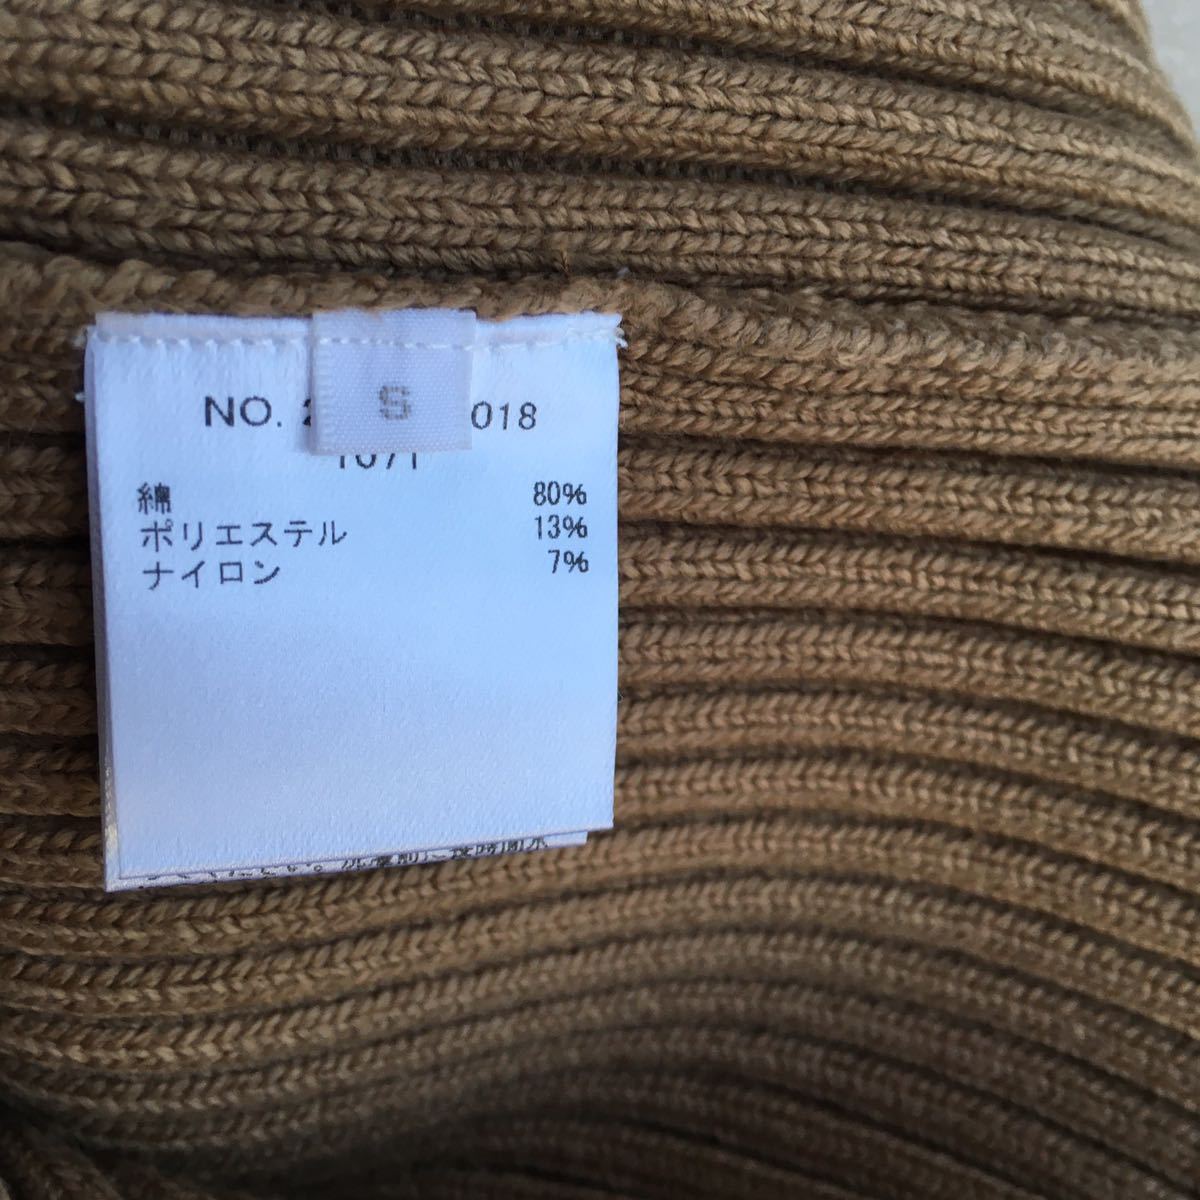 S
NO. 2 018
1071
綿 80%
ポリエステル 13%
ナイロン 7%